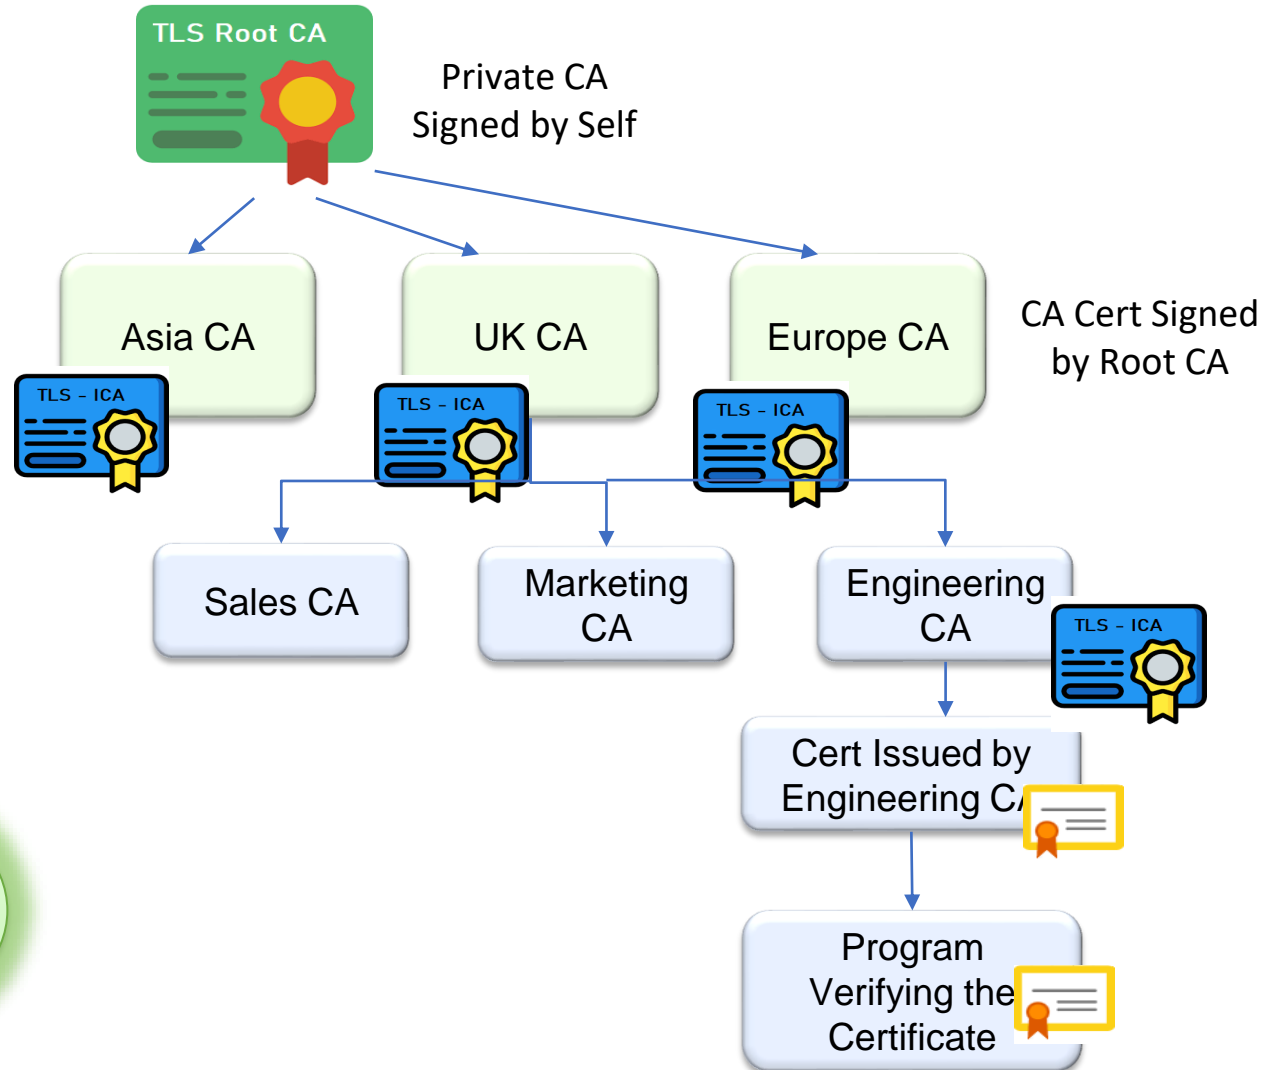 TLS Root CA
Private CA
Signed by Self
Asia CA
UK CA
Europe CA
CA Cert Signed
by Root CA
TLS - ICA
TLS - ICA
TLS - ICA
Sales CA
Marketing
CA
Engineering
CA
TLS - ICA
Cert Issued by
Engineering CA
Program
Verifying the
Certificate